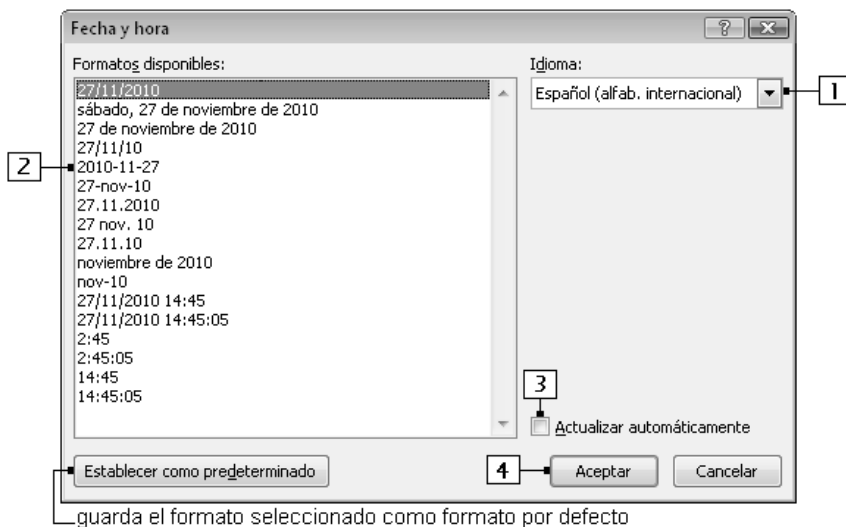 Fecha y hora
Formatos disponibles:
Idioma:
27/11/2010
Español (alfab. internacional)
1
sábado, 27 de noviembre de 2010
27 de noviembre de 2010
27/11/10
2
2010-11-27
27-nov-10
27.11.2010
27 nov. 10
27.11.10
noviembre de 2010
nov-10
27/11/2010 14:45
27/11/2010 14:45:05
2:45
2:45:05
14:45
14:45:05
3
Actualizar automáticamente
Establecer como predeterminado
4
Aceptar
Cancelar
guarda el formato seleccionado como formato por defecto